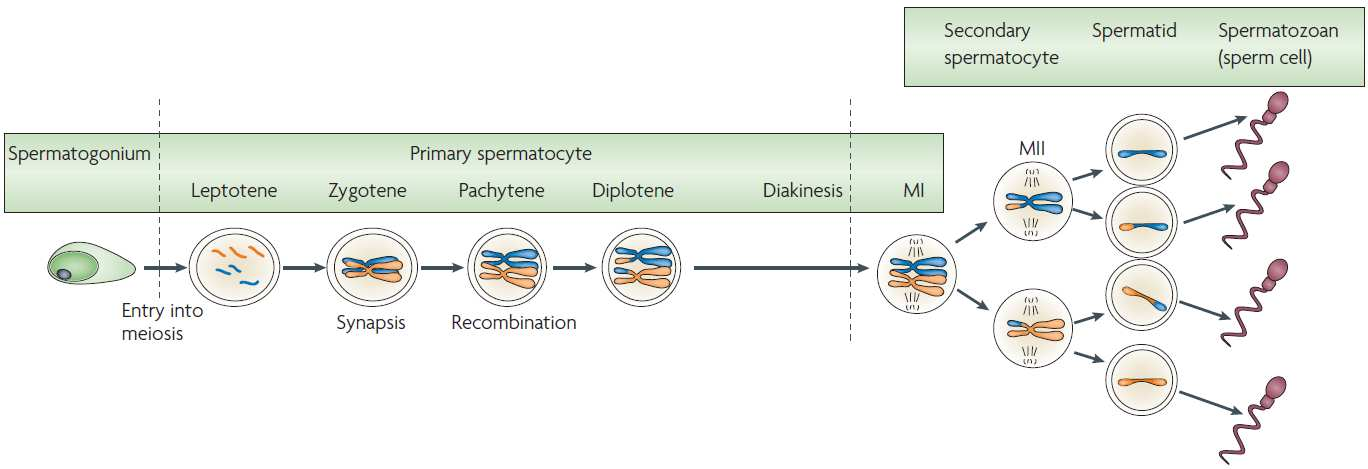 Secondary spermatocyte
Spermatid
Spermatozoan (sperm cell)
Spermatogonium
Primary spermatocyte
Leptotene
Zygotene
Pachytene
Diplotene
Diakinesis
MI
MII
Entry into meiosis
Synapsis
Recombination